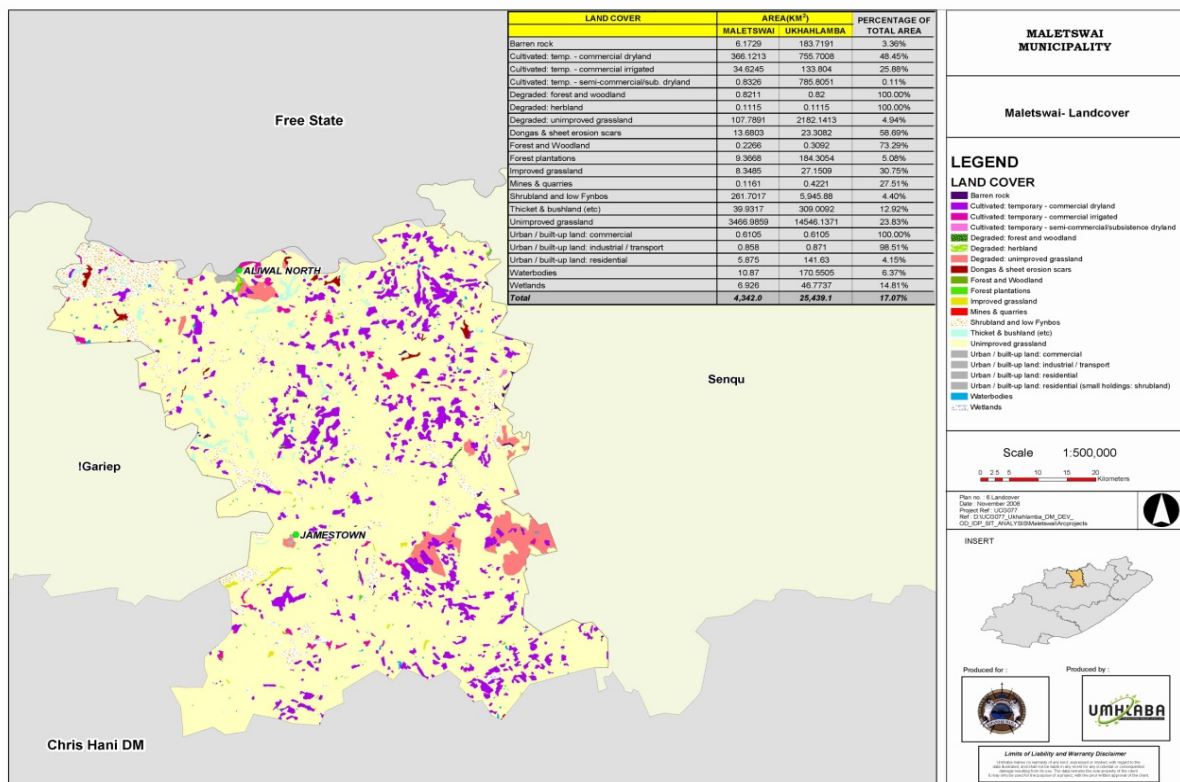 LAND COVER AREA(KM²) PERCENTAGE OF TOTAL AREA
MALETSWAI UKHAHLAMBA
Barren rock 6.1729 183.7191 3.36%
Cultivated: temp. - commercial dryland 366.1213 755.7008 48.45%
Cultivated: temp. - commercial irrigated 34.6245 133.804 25.88%
Cultivated: temp. - semi-commercial/sub. dryland 0.8326 785.8051 0.11%
Degraded: forest and woodland 0.8211 0.82 100.00%
Degraded: herbland 0.1115 0.1115 100.00%
Degraded: unimproved grassland 107.7891 2182.1413 4.94%
Dongas & sheet erosion scars 13.6803 23.3082 58.69%
Forest and Woodland 0.2266 0.3092 73.29%
Forest plantations 9.3668 184.3054 5.08%
Improved grassland 8.3485 27.1509 30.75%
Mines & quarries 0.1161 0.4221 27.51%
Shrubland and low Fynbos 261.7017 5,945.88 4.40%
Thicket & bushland (etc) 39.9317 309.0092 12.92%
Unimproved grassland 3466.9859 14546.1371 23.83%
Urban / built-up land: commercial 0.6105 0.6105 100.00%
Urban / built-up land: industrial / transport 0.858 0.871 98.51%
Urban / built-up land: residential 5.875 141.63 4.15%
Waterbodies 10.87 170.5505 6.37%
Wetlands 6.926 46.7737 14.81%
Total 4,342.0 25,439.1 17.07%
Free State
ALIWAL NORTH
Senqu
!Gariep
JAMESTOWN
Chris Hani DM
MALETSWAI
MUNICIPALITY
Maletswai- Landcover
LEGEND
LAND COVER
Barren rock
Cultivated: temporary - commercial dryland
Cultivated: temporary - commercial irrigated
Cultivated: temporary - semi-commercial/subsistence dryland
Degraded: forest and woodland
Degraded: herbland
Degraded: unimproved grassland
Dongas & sheet erosion scars
Forest and Woodland
Forest plantations
Improved grassland
Mines & quarries
Shrubland and low Fynbos
Thicket & bushland (etc)
Unimproved grassland
Urban / built-up land: commercial
Urban / built-up land: industrial / transport
Urban / built-up land: residential
Urban / built-up land: residential (small holdings: shrubland)
Waterbodies
Wetlands
Scale 1:500,000
0 2.5 5 10 15 20
Kilometers
Plan no. : 6 Landcover
Date : November 2008
Project Ref : UCG077
Ref : D:\UCG077_Ukhahlamba_DM_DEV_
OD_IDP_SIT_ANALYSIS\Maletswai\Arcprojects
INSERT
Produced for :
Produced by :
UMHLABA
Limits of Liability and Warranty Disclaimer